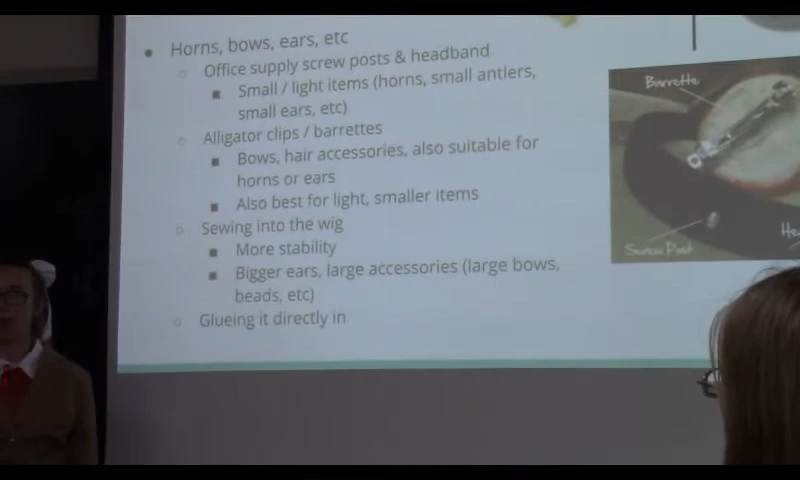 Horns, bows, ears, etc
Office supply screw posts & headband
Small / light items (horns, small antlers,
small ears, etc)
Alligator clips / barrettes
Bows, hair accessories, also suitable for
horns or ears
Also best for light, smaller items
Sewing into the wig
More stability
Bigger ears, large accessories (large bows,
beads, etc)
Glueing it directly in
Barrette
Screw Post